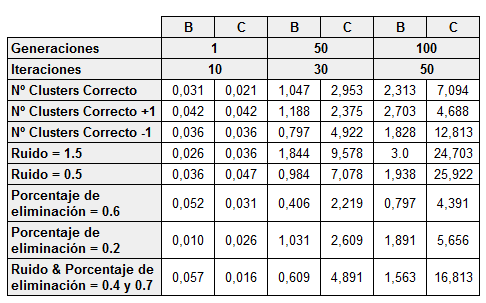 B C B C B C
Generaciones 1 50 100
Iteraciones 10 30 50
Nº Clusters Correcto 0,031 0,021 1,047 2,953 2,313 7,094
Nº Clusters Correcto +1 0,042 0,042 1,188 2,375 2,703 4,688
Nº Clusters Correcto -1 0,036 0,036 0,797 4,922 1,828 12,813
Ruido = 1.5 0,026 0,036 1,844 9,578 3.0 24,703
Ruido = 0.5 0,036 0,047 0,984 7,078 1,938 25,922
Porcentaje de
eliminación = 0.6 0,052 0,031 0,406 2,219 0,797 4,391
Porcentaje de
eliminación = 0.2 0,010 0,026 1,031 2,609 1,891 5,656
Ruido & Porcentaje de
eliminación = 0.4 y 0.7 0,057 0,016 0,609 4,891 1,563 16,813